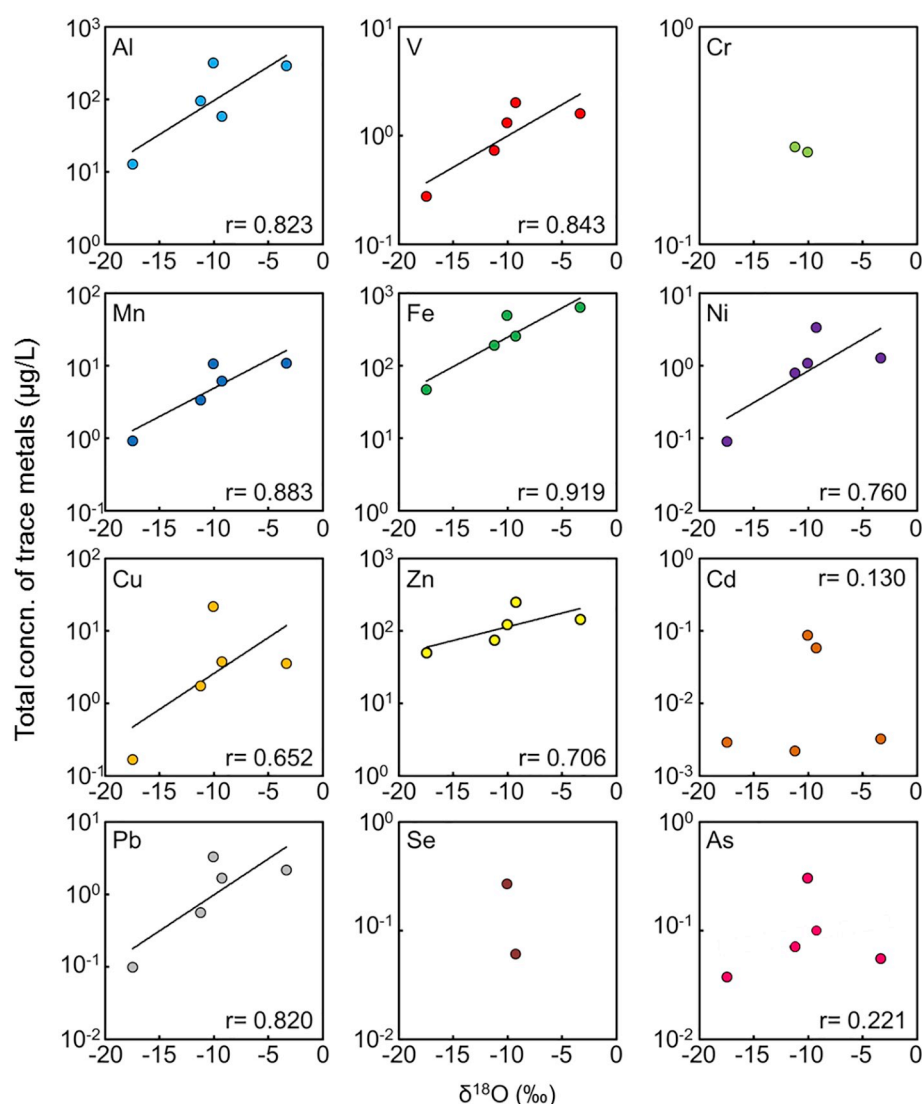 Total concn. of trace metals (µg/L)
Al
10³
10²
10¹
10⁰
-20 -15 -10 -5 0
r= 0.823
V
10¹
10⁰
10⁻¹
-20 -15 -10 -5 0
r= 0.843
Cr
10⁰
10⁻¹
-20 -15 -10 -5 0
Mn
10²
10¹
10⁰
10⁻¹
-20 -15 -10 -5 0
r= 0.883
Fe
10³
10²
10¹
10⁰
-20 -15 -10 -5 0
r= 0.919
Ni
10¹
10⁰
10⁻¹
10⁻²
-20 -15 -10 -5 0
r= 0.760
Cu
10²
10¹
10⁰
10⁻¹
-20 -15 -10 -5 0
r= 0.652
Zn
10³
10²
10¹
10⁰
-20 -15 -10 -5 0
r= 0.706
Cd
r= 0.130
10⁰
10⁻¹
10⁻²
10⁻³
-20 -15 -10 -5 0
Pb
10¹
10⁰
10⁻¹
10⁻²
-20 -15 -10 -5 0
r= 0.820
Se
10⁰
10⁻¹
10⁻²
-20 -15 -10 -5 0
As
10⁰
10⁻¹
10⁻²
-20 -15 -10 -5 0
r= 0.221
δ¹⁸O (‰)